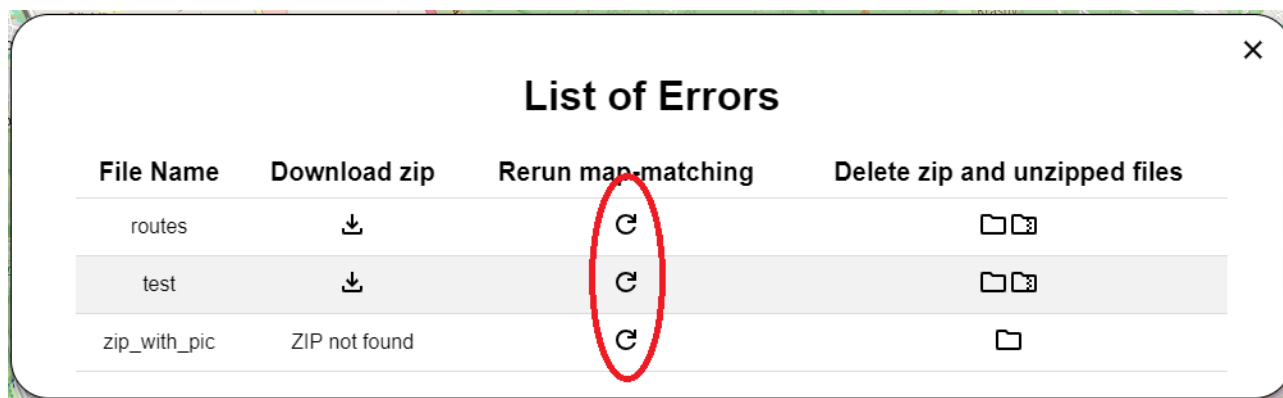 List of Errors
File Name Download zip Rerun map-matching Delete zip and unzipped files
routes
test
zip_with_pic ZIP not found